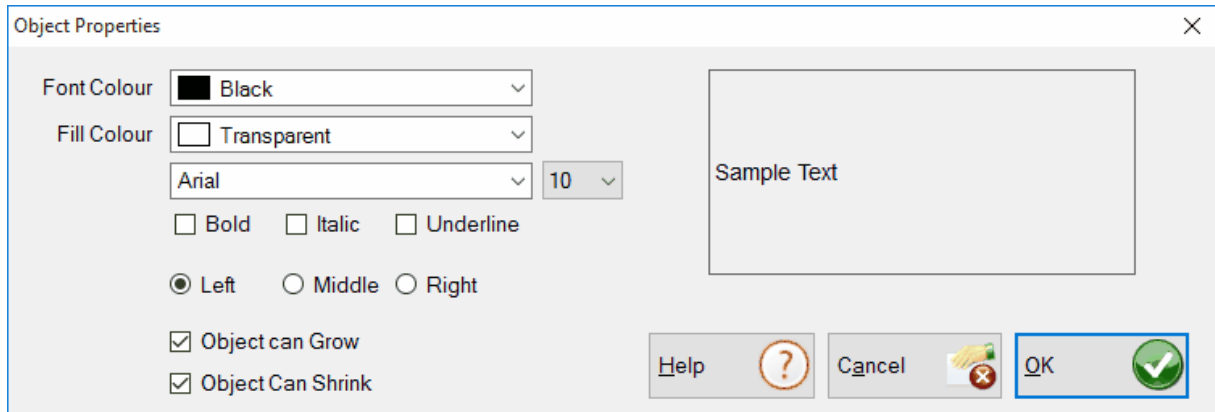 Object Properties
Font Colour Black
Fill Colour Transparent
Arial 10
Sample Text
Bold Italic Underline
Left Middle Right
Object can Grow
Object Can Shrink
Help Cancel OK